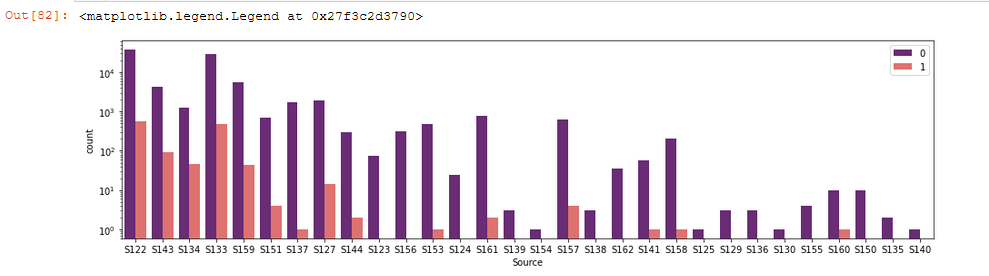 Out[82]: <matplotlib.legend.Legend at 0x27f3c2d3790>
0
1
10⁴
10³
10²
10¹
10⁰
count
S122 S143 S134 S133 S159 S151 S137 S127 S144 S123 S156 S153 S124 S161 S139 S154 S157 S138 S162 S141 S158 S125 S129 S136 S130 S155 S160 S150 S135 S140
Source